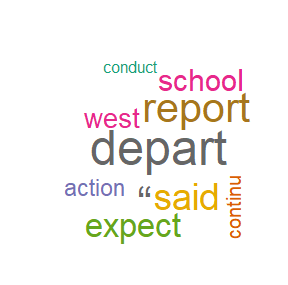 conduct
school
west report
depart
action “ said
expect
continu